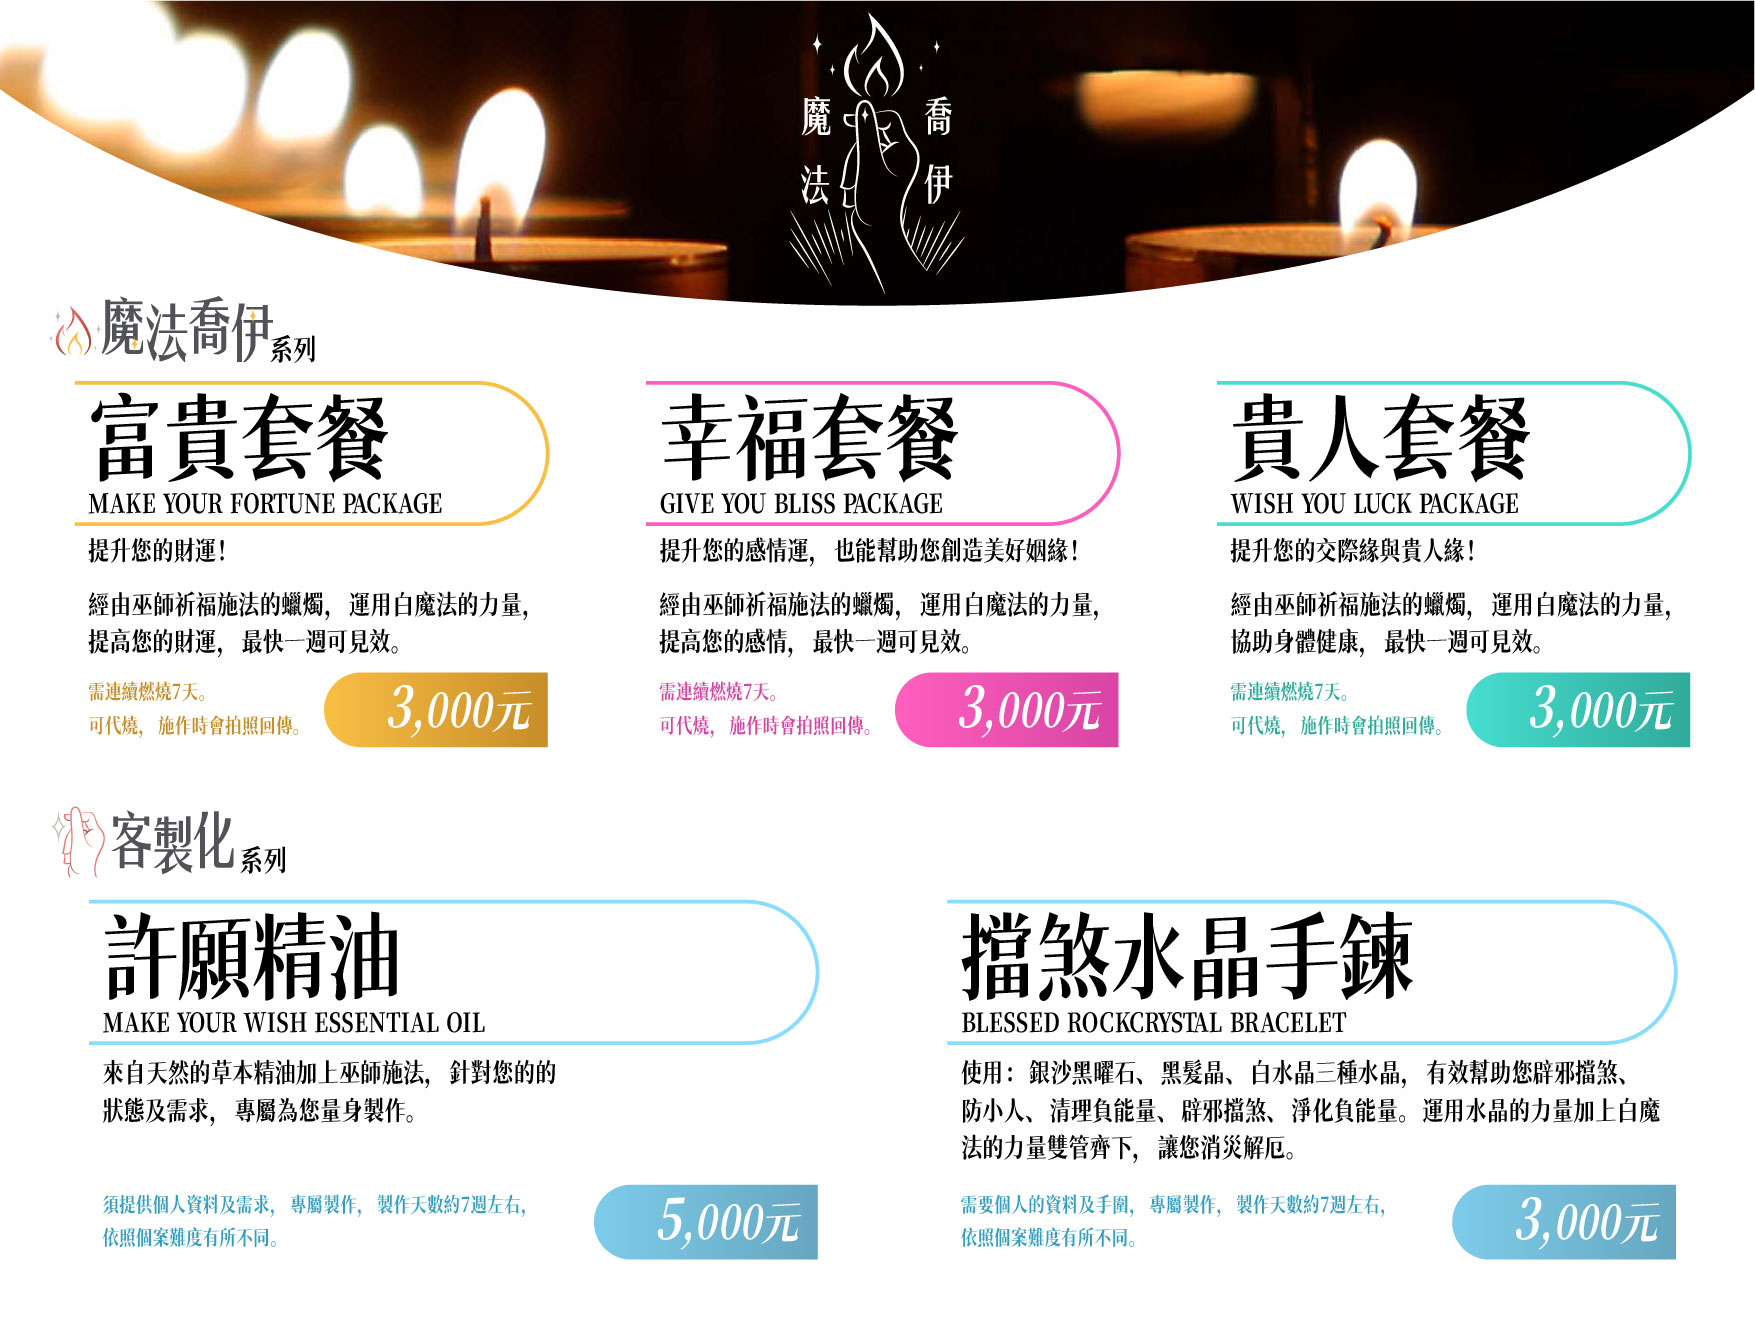 魔法
喬伊
魔法喬伊系列
富貴套餐
MAKE YOUR FORTUNE PACKAGE
提升您的財運！
經由巫師祈福施法的蠟燭，運用白魔法的力量，
提高您的財運，最快一週可見效。
需連續燃燒7天。
可代燒，施作時會拍照回傳。
3,000元
幸福套餐
GIVE YOU BLISS PACKAGE
提升您的感情運，也能幫助您創造美好姻緣！
經由巫師祈福施法的蠟燭，運用白魔法的力量，
提高您的感情，最快一週可見效。
需連續燃燒7天。
可代燒，施作時會拍照回傳。
3,000元
貴人套餐
WISH YOU LUCK PACKAGE
提升您的交際緣與貴人緣！
經由巫師祈福施法的蠟燭，運用白魔法的力量，
協助身體健康，最快一週可見效。
需連續燃燒7天。
可代燒，施作時會拍照回傳。
3,000元
客製化系列
許願精油
MAKE YOUR WISH ESSENTIAL OIL
來自天然的草本精油加上巫師施法，針對您的的
狀態及需求，專屬為您量身製作。
須提供個人資料及需求，專屬製作，製作天數約7週左右，
依照個案難度有所不同。
5,000元
擋煞水晶手鍊
BLESSED ROCKCRYSTAL BRACELET
使用：銀沙黑曜石、黑髮晶、白水晶三種水晶，有效幫助您辟邪擋煞、
防小人、清理負能量、辟邪擋煞、淨化負能量。運用水晶的力量加上白魔
法的力量雙管齊下，讓您消災解厄。
需要個人的資料及手圍，專屬製作，製作天數約7週左右，
依照個案難度有所不同。
3,000元